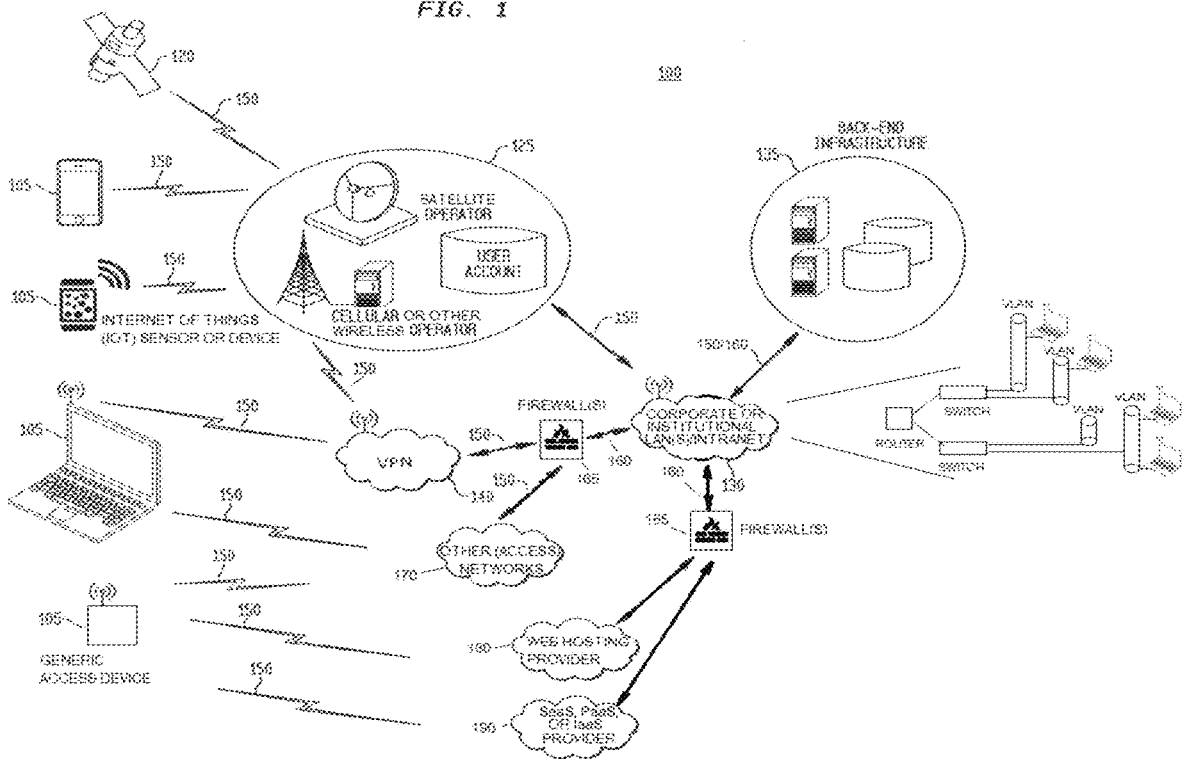 FIG. 1
100
120
150
BACK-END
INFRASTRUCTURE
125
135
105
150
SATELLITE
OPERATOR
USER
ACCOUNT
150
105
INTERNET OF THINGS
(IOT) SENSOR OR DEVICE
CELLULAR OR OTHER
WIRELESS OPERATOR
150
150/160
VLAN
VLAN
VLAN
VLAN
SWITCH
ROUTER
SWITCH
150
105
150
FIREWALL(S)
CORPORATE OR
INSTITUTIONAL
LAN(S)/INTRANET
VPN
150
160
165
140
150
160
130
150
165
FIREWALL(S)
OTHER (ACCESS)
NETWORKS
170
150
105
150
GENERIC
ACCESS DEVICE
WEB HOSTING
PROVIDER
150
SaaS, PaaS,
OR IaaS
PROVIDER